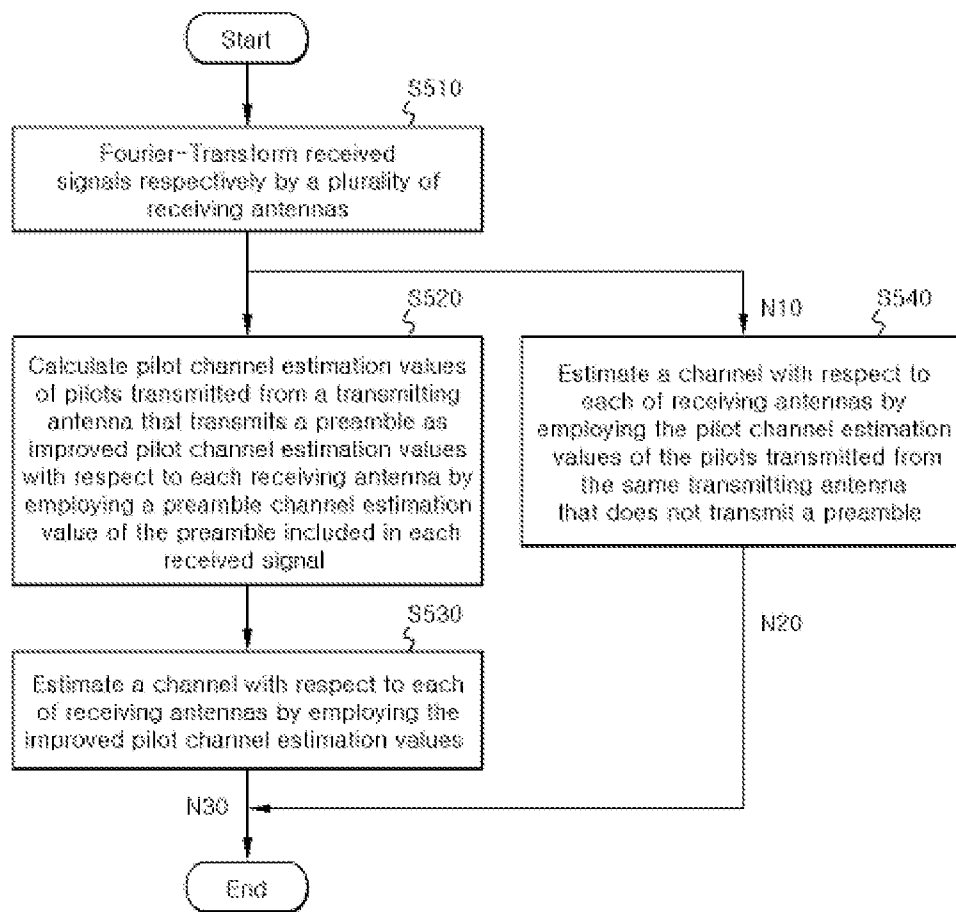 Start
S510
Fourier-Transform received
signals respectively by a plurality of
receiving antennas
S520
Calculate pilot channel estimation values
of pilots transmitted from a transmitting
antenna that transmits a preamble as
improved pilot channel estimation values
with respect to each receiving antenna by
employing a preamble channel estimation
value of the preamble included in each
received signal
N10
S540
Estimate a channel with respect to
each of receiving antennas by
employing the pilot channel estimation
values of the pilots transmitted from
the same transmitting antenna
that does not transmit a preamble
S530
Estimate a channel with respect to each
of receiving antennas by employing the
improved pilot channel estimation values
N20
N30
End